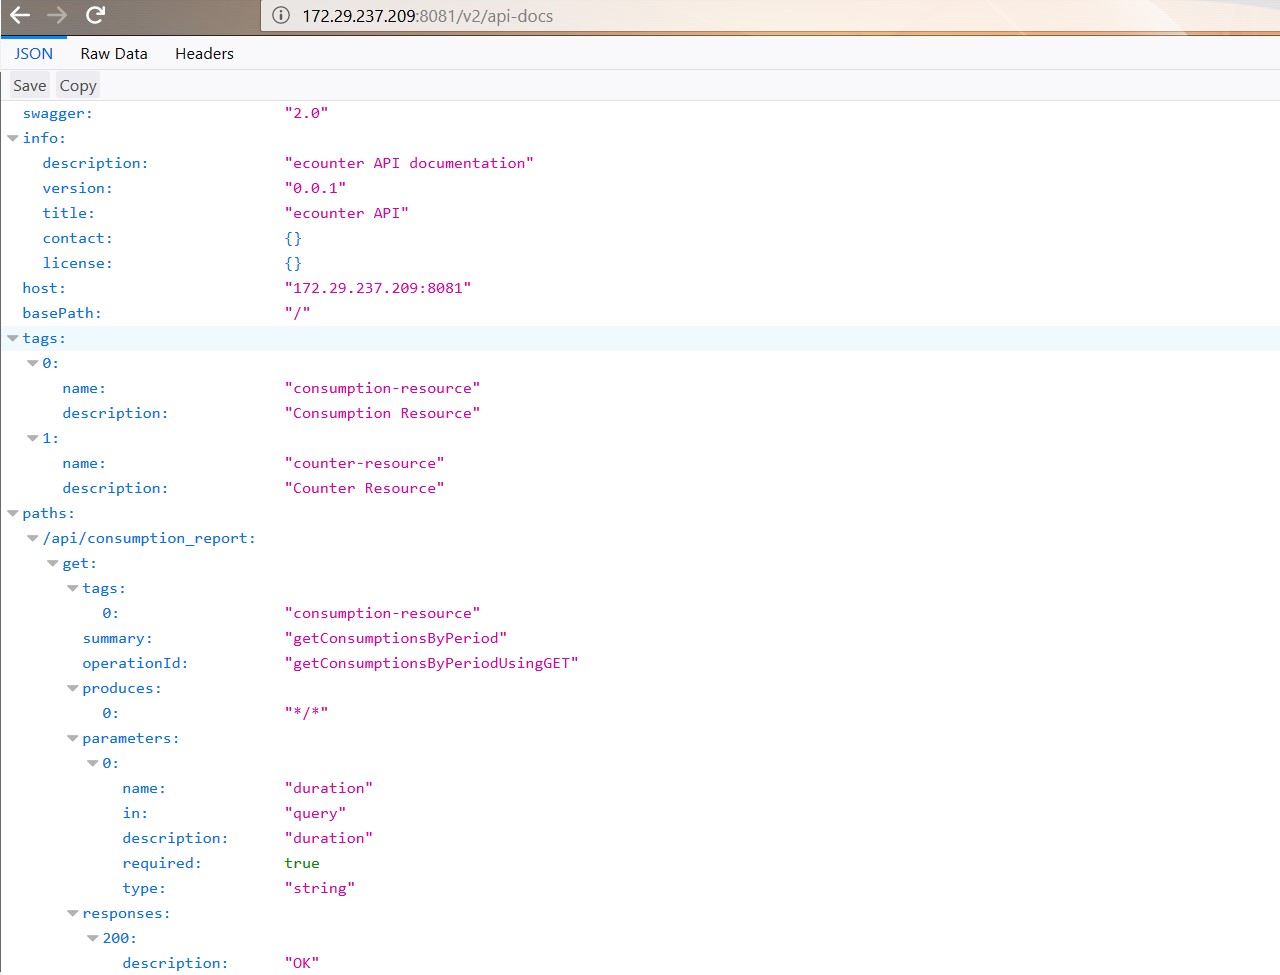 172.29.237.209:8081/v2/api-docs
JSON Raw Data Headers
Save Copy
swagger: "2.0"
info:
description: "ecounter API documentation"
version: "0.0.1"
title: "ecounter API"
contact: {}
license: {}
host: "172.29.237.209:8081"
basePath: "/"
tags:
0:
name: "consumption-resource"
description: "Consumption Resource"
1:
name: "counter-resource"
description: "Counter Resource"
paths:
/api/consumption_report:
get:
tags:
0: "consumption-resource"
summary: "getConsumptionsByPeriod"
operationId: "getConsumptionsByPeriodUsingGET"
produces:
0: "*/*"
parameters:
0:
name: "duration"
in: "query"
description: "duration"
required: true
type: "string"
responses:
200:
description: "OK"